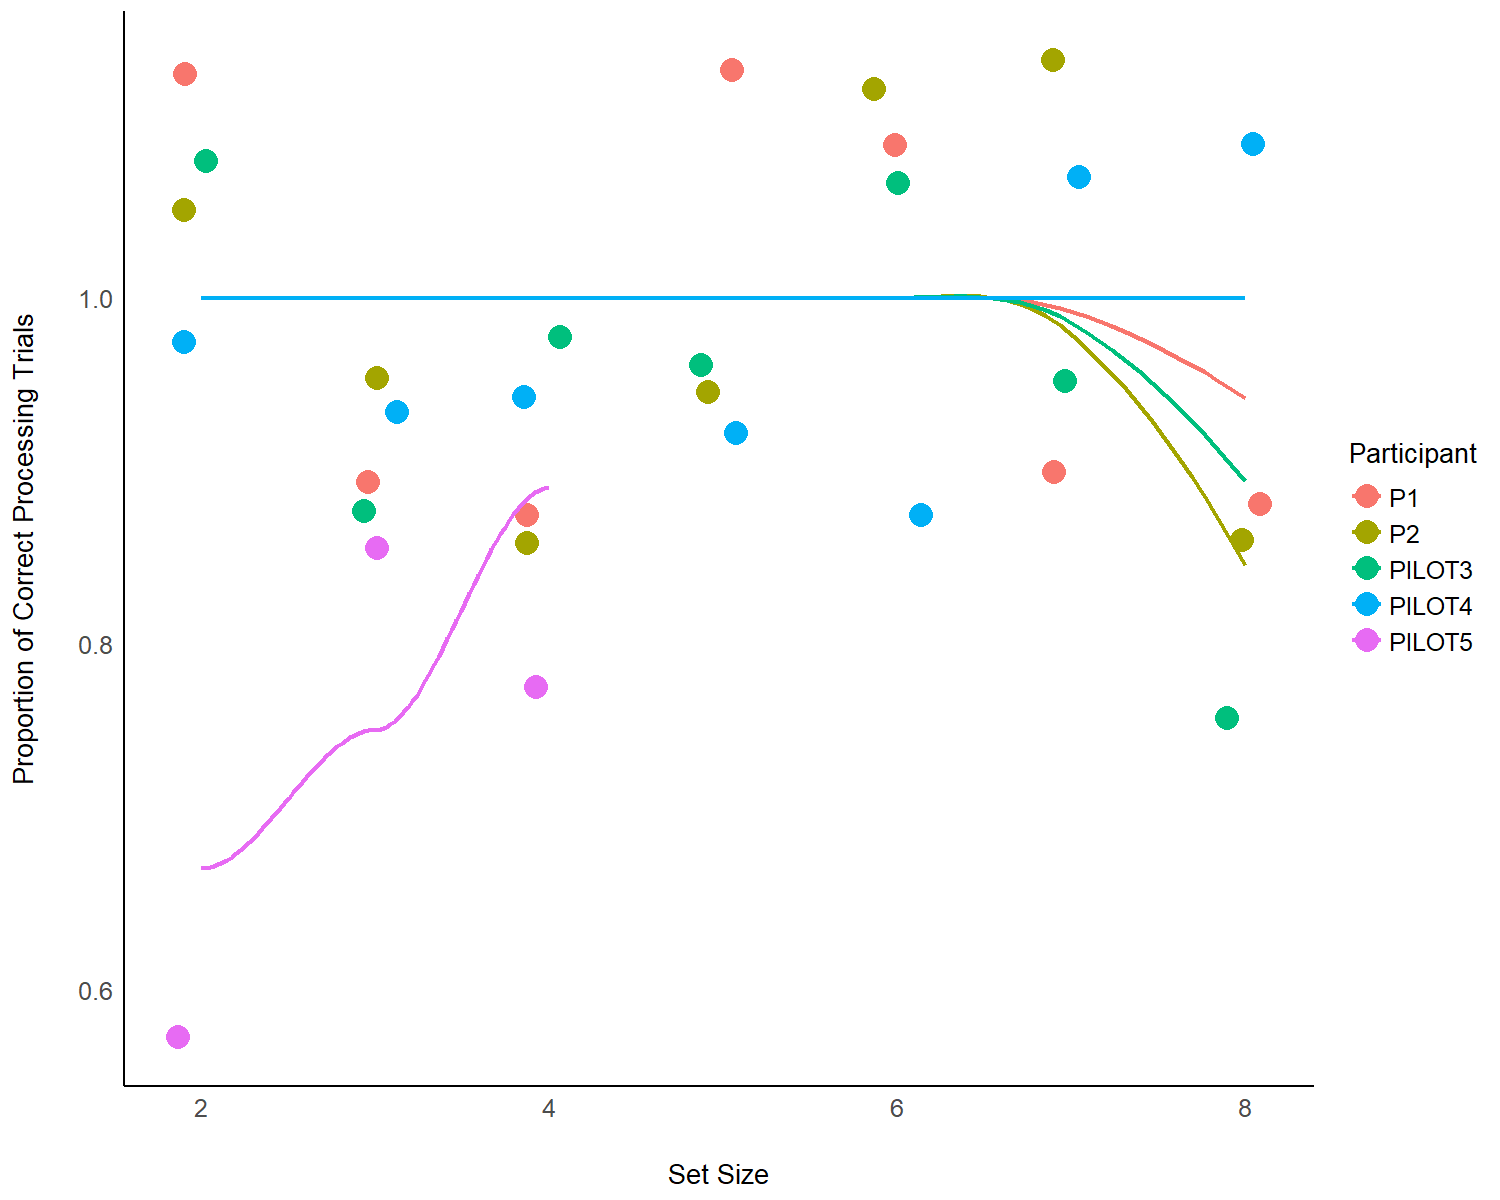 Proportion of Correct Processing Trials
1.0
0.8
0.6
2 4 6 8
Set Size
Participant
P1
P2
PILOT3
PILOT4
PILOT5